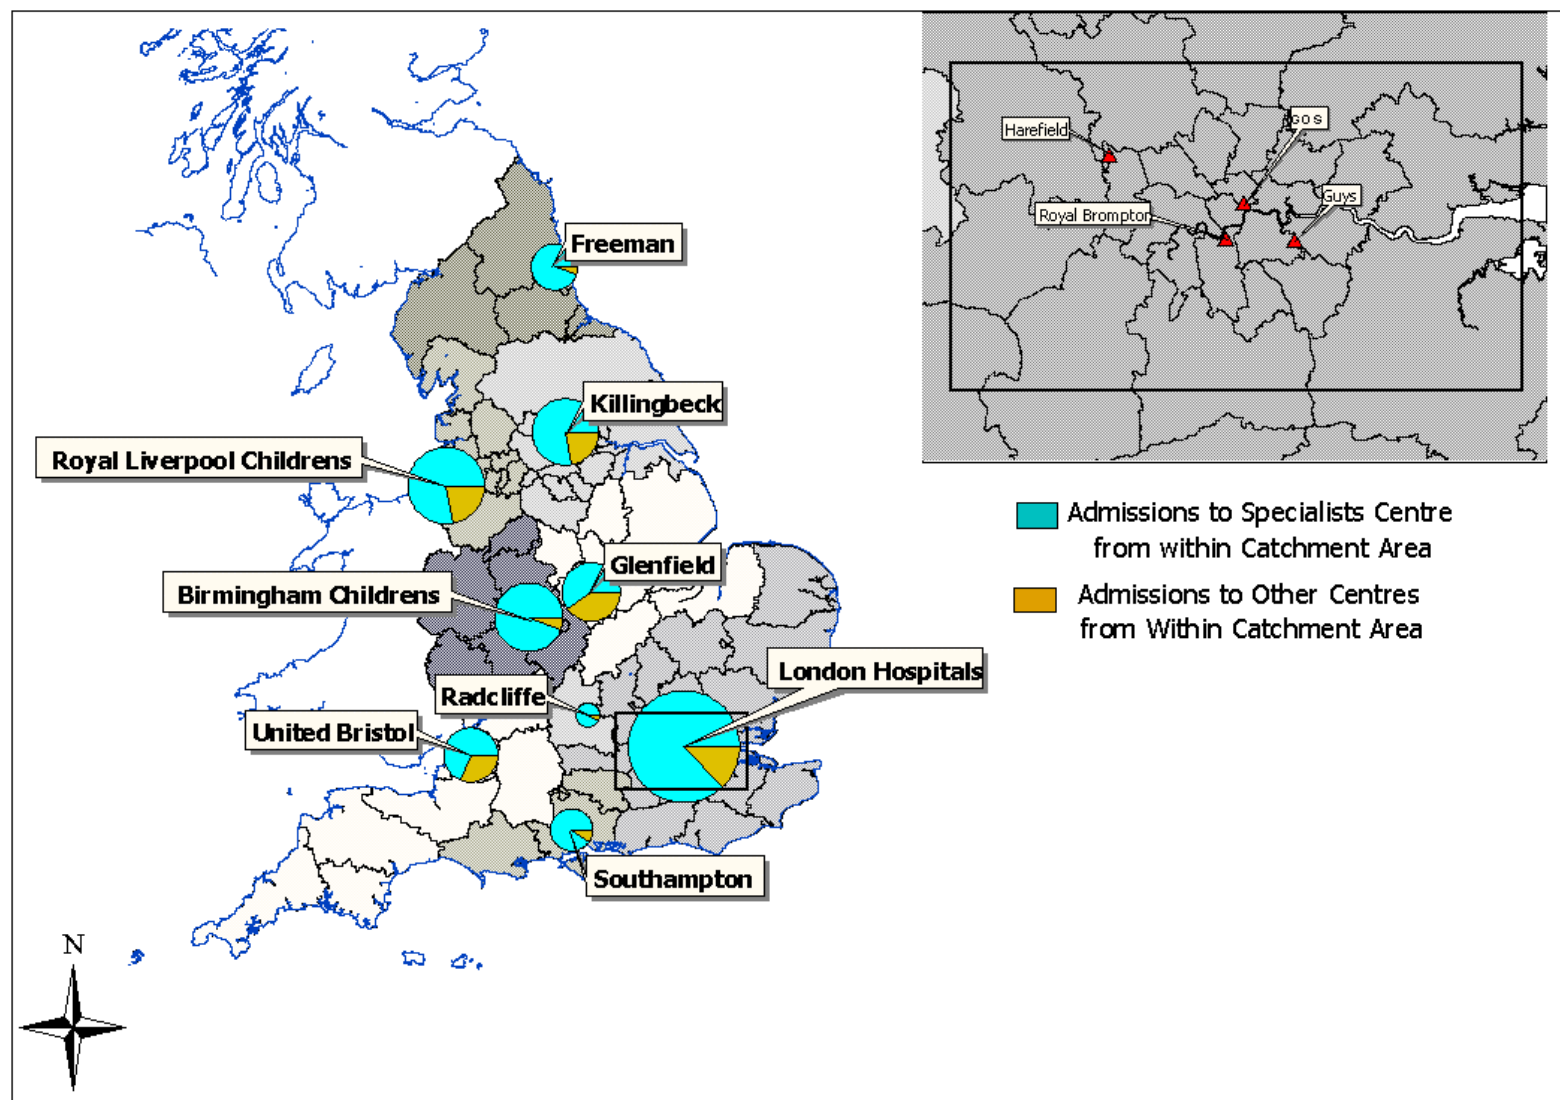 Harefield
GOS
Royal Brompton
Guys
Freeman
Killingbeck
Royal Liverpool Childrens
Glenfield
Birmingham Childrens
London Hospitals
Radcliffe
United Bristol
Southampton
Admissions to Specialists Centre
from within Catchment Area
Admissions to Other Centres
from Within Catchment Area
N